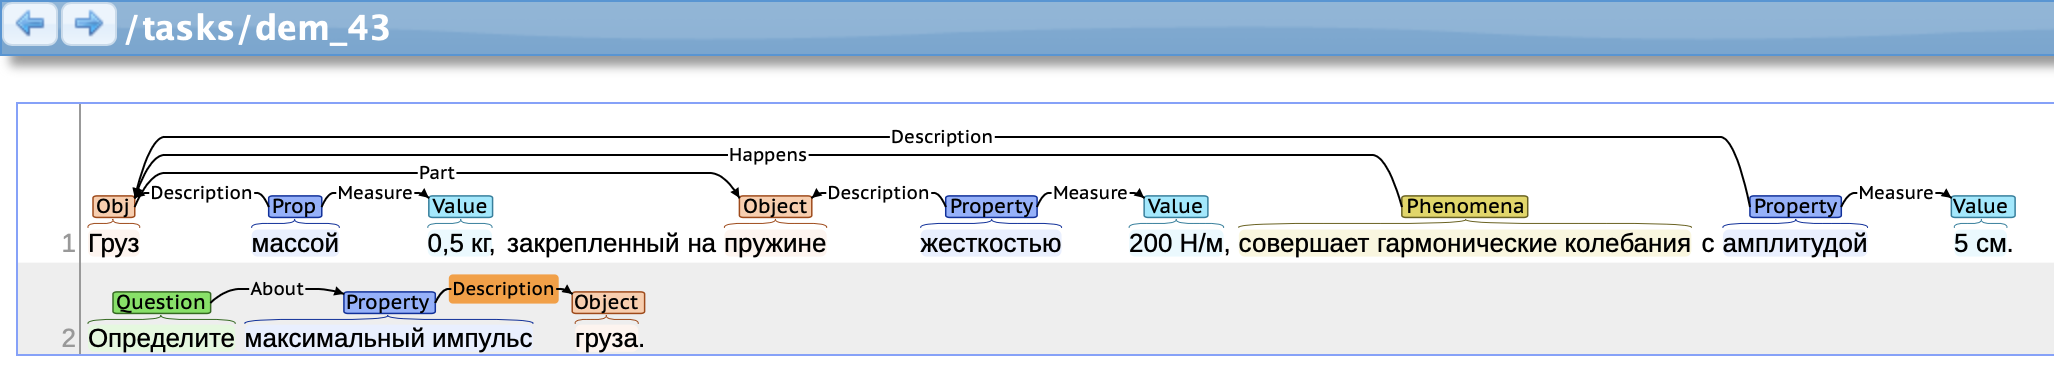 /tasks/dem_43
Description
Happens
Part
Description Measure Description Measure Measure
Obj Prop Value Object Property Value Phenomena Property Value
1 Груз массой 0,5 кг, закрепленный на пружине жесткостью 200 Н/м, совершает гармонические колебания с амплитудой 5 см.
About Description
Question Property Object
2 Определите максимальный импульс груза.